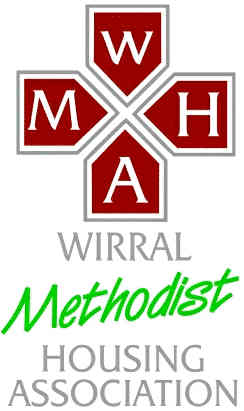 W
M H
A
WIRRAL
Methodist
HOUSING
ASSOCIATION